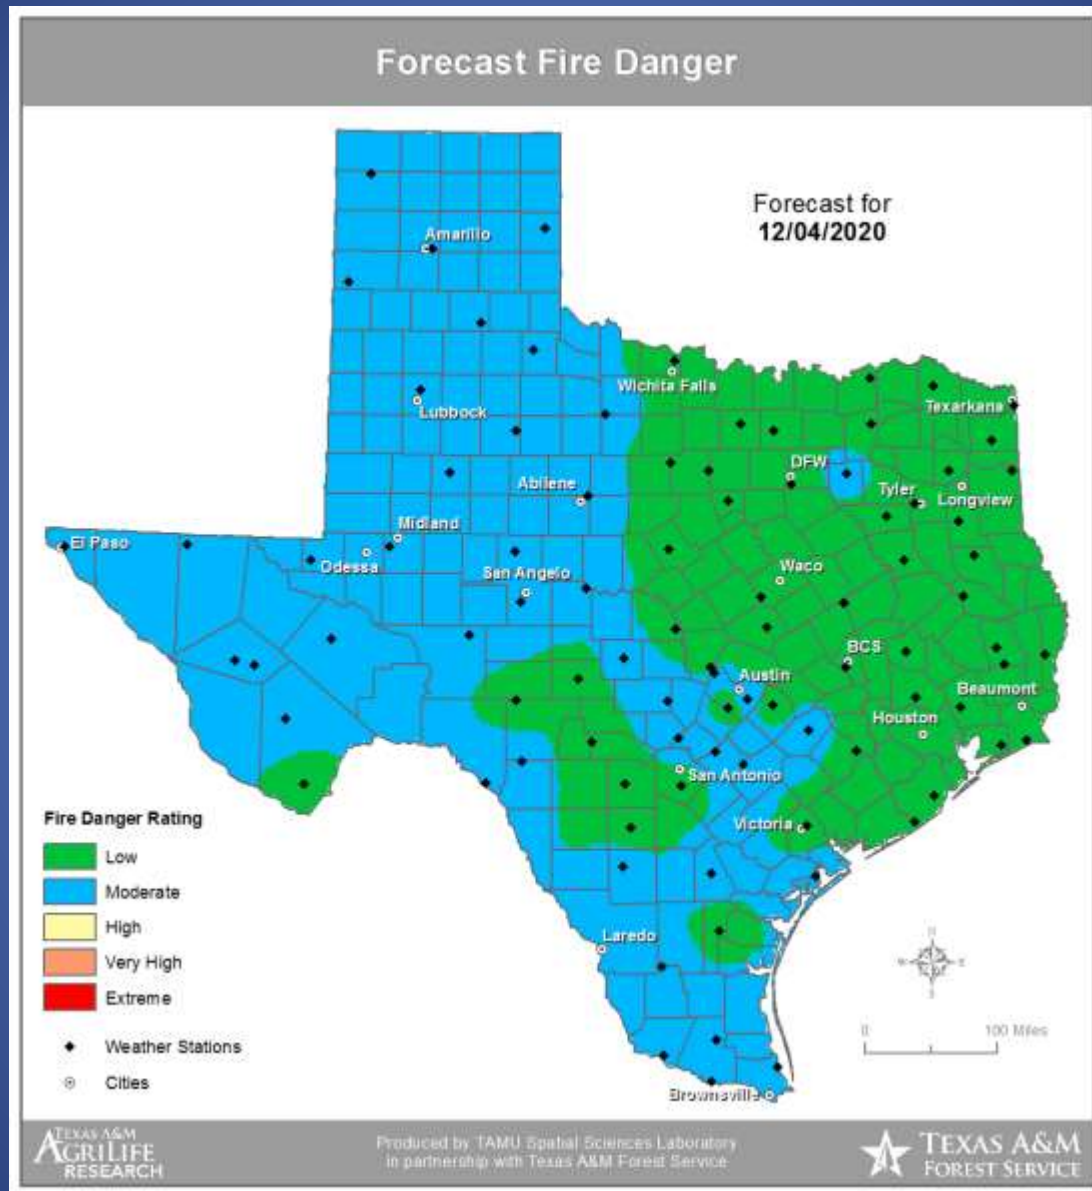 Forecast Fire Danger
Forecast for
12/04/2020
Amarillo
Wichita Falls
Texarkana
Lubbock
DFW
Abilene
Tyler
Longview
Midland
El Paso
Odessa
San Angelo
Waco
BCS
Austin
Beaumont
Houston
San Antonio
Victoria
Laredo
Brownsville
Fire Danger Rating
Low
Moderate
High
Very High
Extreme
Weather Stations
Cities
N
W E
S
0 100 Miles
TEXAS A&M
AGRILIFE
RESEARCH
Produced by TAMU Spatial Sciences Laboratory
in partnership with Texas A&M Forest Service
TEXAS A&M
FOREST SERVICE